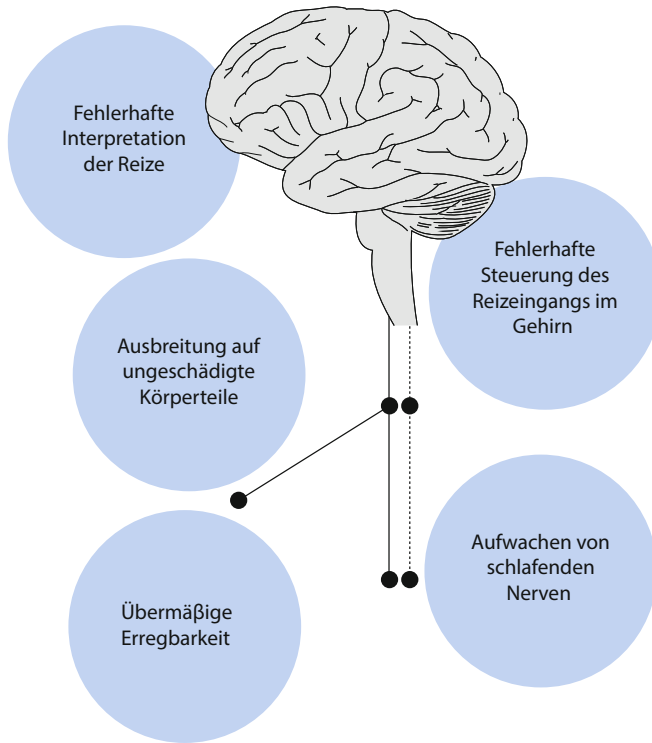 Fehlerhafte
Interpretation
der Reize
Fehlerhafte
Steuerung des
Reizeingangs im
Gehirn
Ausbreitung auf
ungeschädigte
Körperteile
Aufwachen von
schlafenden
Nerven
Übermäßige
Erregbarkeit